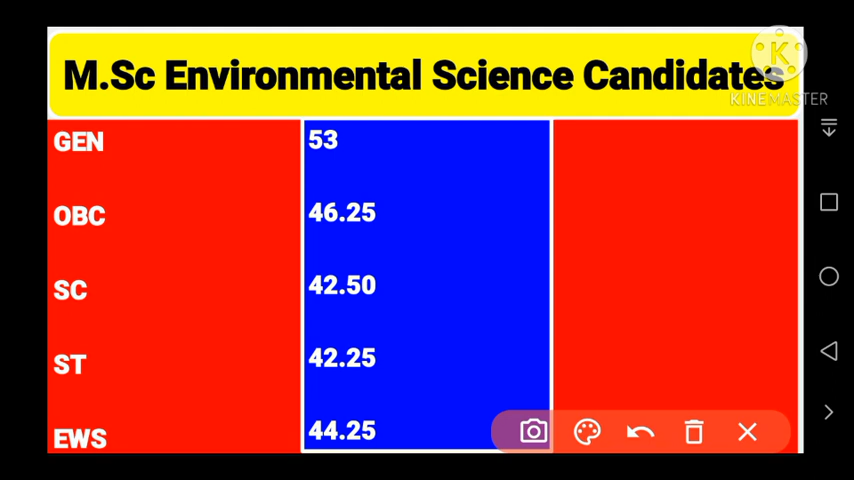 M.Sc Environmental Science Candidates
K
KINEMASTER
GEN 53
OBC 46.25
SC 42.50
ST 42.25
EWS 44.25